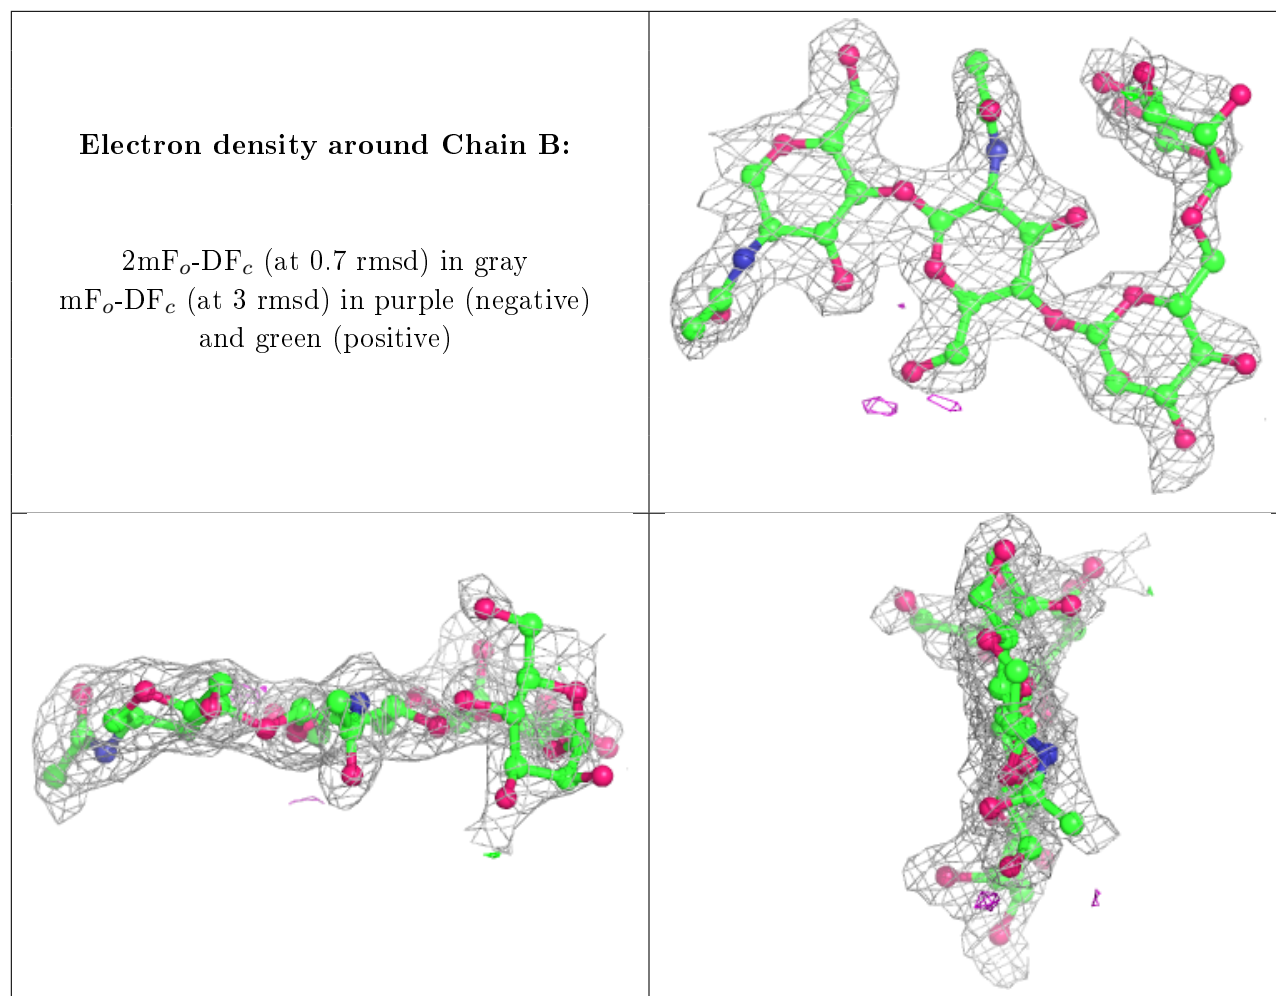 Electron density around Chain B:
2mFo-DFc (at 0.7 rmsd) in gray
mFo-DFc (at 3 rmsd) in purple (negative)
and green (positive)